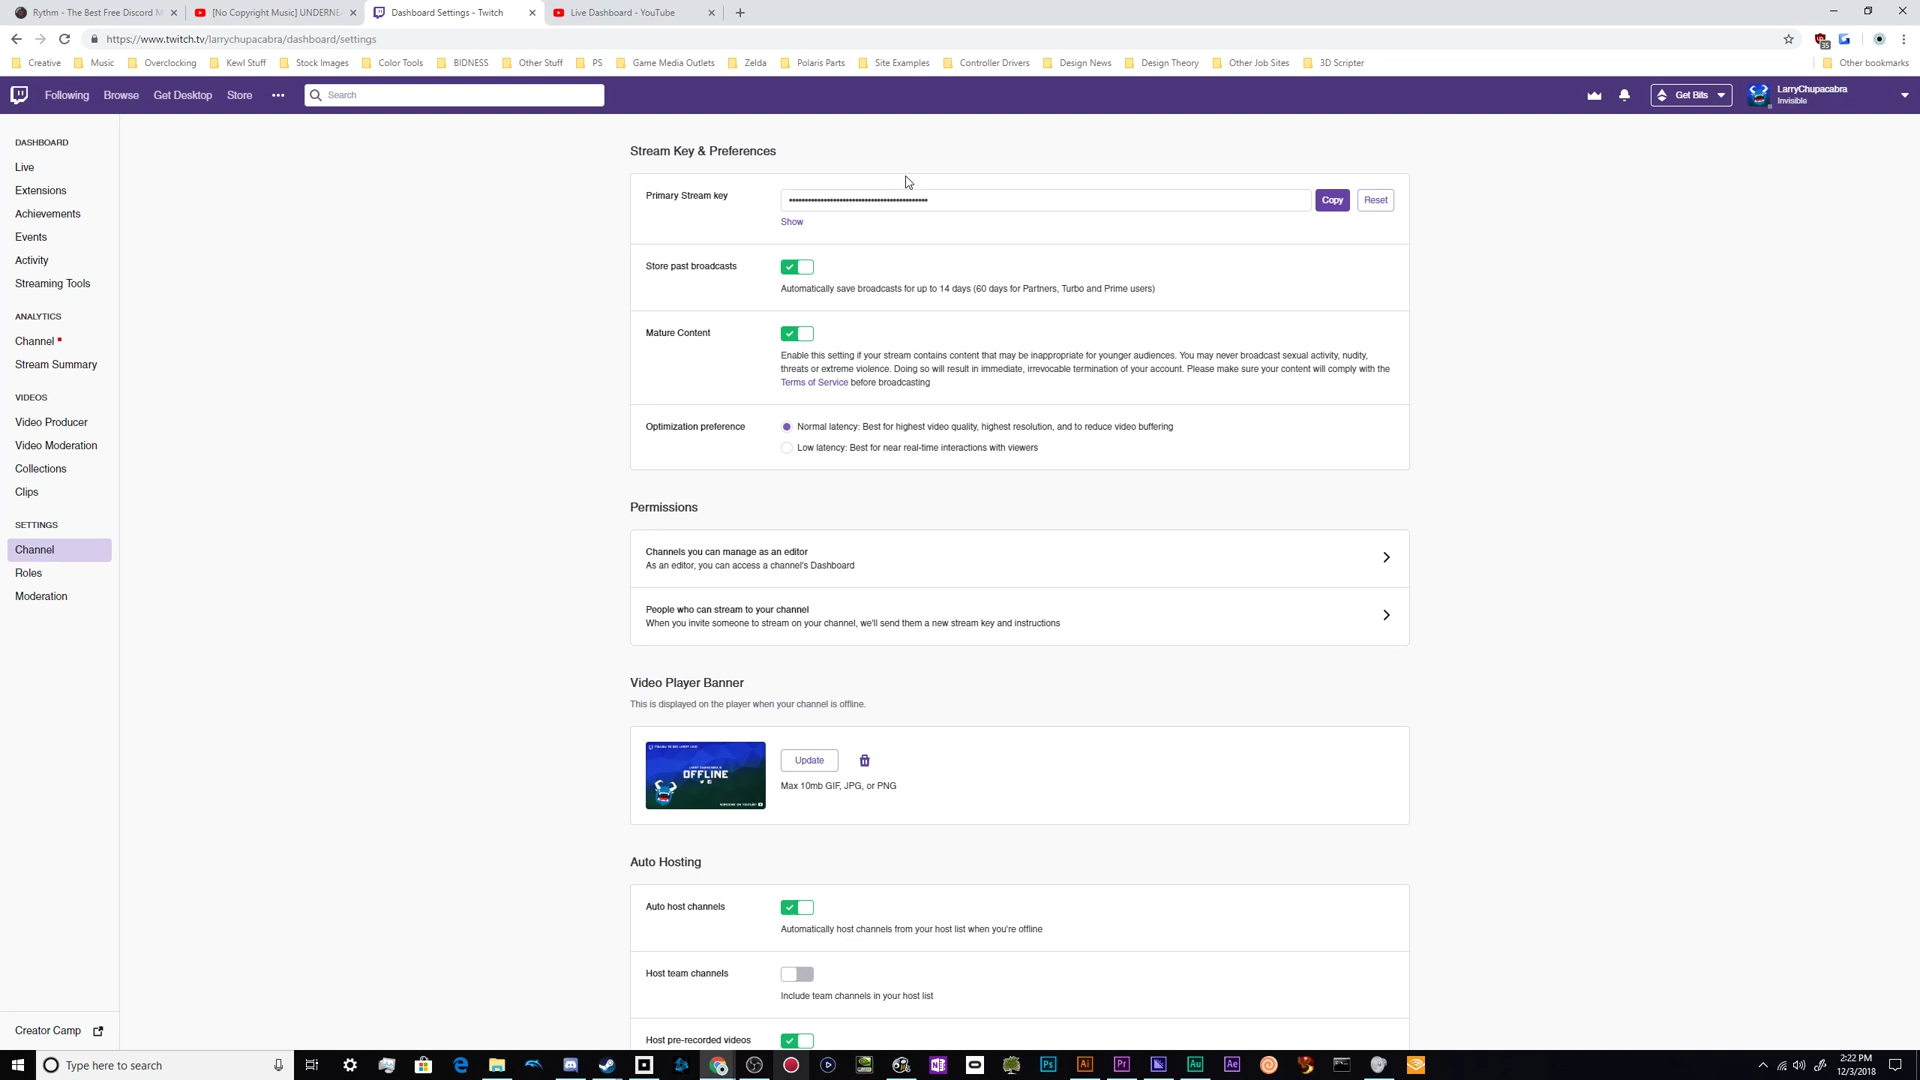 Rythm - The Best Free Discord M
[No Copyright Music] UNDERNEA
Dashboard Settings - Twitch
Live Dashboard - YouTube
https://www.twitch.tv/larrychupacabra/dashboard/settings
35
Creative
Music
Overclocking
Kewl Stuff
Stock Images
Color Tools
BIDNESS
Other Stuff
PS
Game Media Outlets
Zelda
Polaris Parts
Site Examples
Controller Drivers
Design News
Design Theory
Other Job Sites
3D Scripter
Other bookmarks
Following
Browse
Get Desktop
Store
Search
Get Bits
LarryChupacabra
Invisible
DASHBOARD
Live
Extensions
Achievements
Events
Activity
Streaming Tools
ANALYTICS
Channel
Stream Summary
VIDEOS
Video Producer
Video Moderation
Collections
Clips
SETTINGS
Channel
Roles
Moderation
Creator Camp
Stream Key & Preferences
Primary Stream key
Copy
Reset
Show
Store past broadcasts
Automatically save broadcasts for up to 14 days (60 days for Partners, Turbo and Prime users)
Mature Content
Enable this setting if your stream contains content that may be inappropriate for younger audiences. You may never broadcast sexual activity, nudity,
threats or extreme violence. Doing so will result in immediate, irrevocable termination of your account. Please make sure your content will comply with the
Terms of Service before broadcasting
Optimization preference
Normal latency: Best for highest video quality, highest resolution, and to reduce video buffering
Low latency: Best for near real-time interactions with viewers
Permissions
Channels you can manage as an editor
As an editor, you can access a channel's Dashboard
People who can stream to your channel
When you invite someone to stream on your channel, we'll send them a new stream key and instructions
Video Player Banner
This is displayed on the player when your channel is offline.
OFFLINE
Update
Max 10mb GIF, JPG, or PNG
Auto Hosting
Auto host channels
Automatically host channels from your host list when you're offline
Host team channels
Include team channels in your host list
Host pre-recorded videos
Type here to search
Ps
Ai
Pr
Au
Ae
2:22 PM
12/3/2018